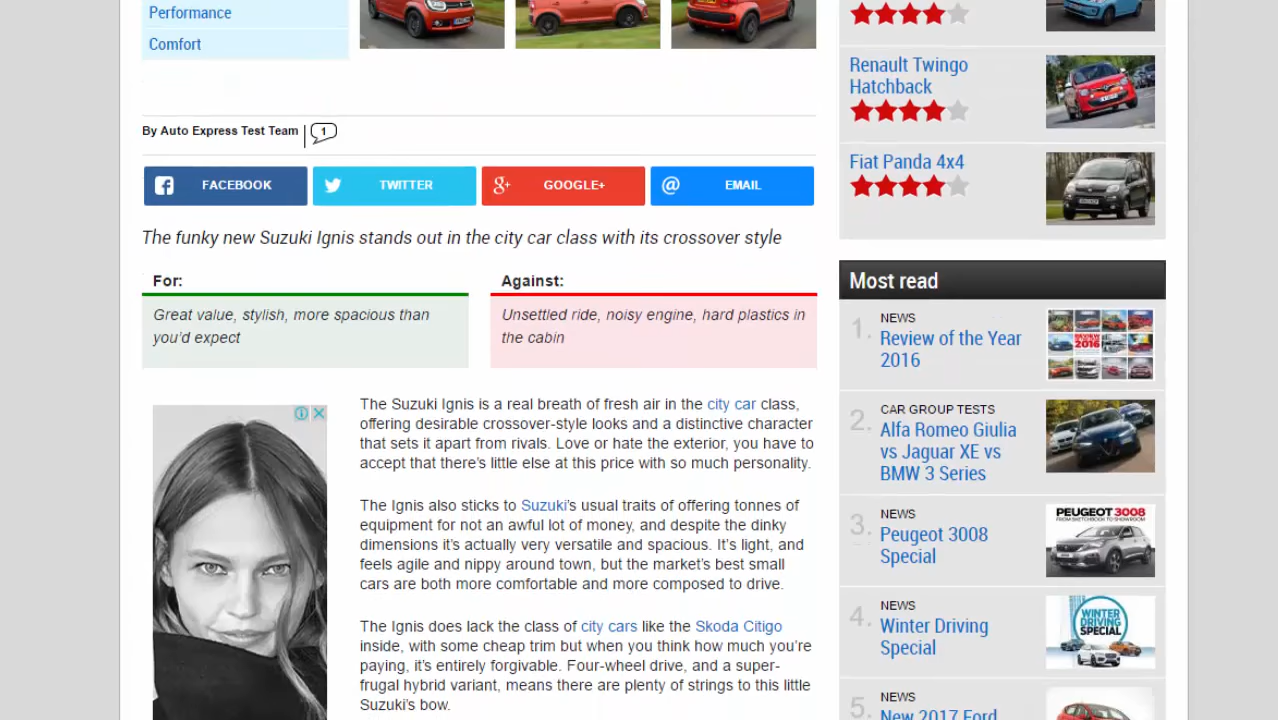 Performance
Comfort
By Auto Express Test Team
1
FACEBOOK
TWITTER
GOOGLE+
EMAIL
The funky new Suzuki Ignis stands out in the city car class with its crossover style
For:
Great value, stylish, more spacious than
you’d expect
Against:
Unsettled ride, noisy engine, hard plastics in
the cabin
The Suzuki Ignis is a real breath of fresh air in the city car class,
offering desirable crossover-style looks and a distinctive character
that sets it apart from rivals. Love or hate the exterior, you have to
accept that there’s little else at this price with so much personality.
The Ignis also sticks to Suzuki’s usual traits of offering tonnes of
equipment for not an awful lot of money, and despite the dinky
dimensions it’s actually very versatile and spacious. It’s light, and
feels agile and nippy around town, but the market’s best small
cars are both more comfortable and more composed to drive.
The Ignis does lack the class of city cars like the Skoda Citigo
inside, with some cheap trim but when you think how much you’re
paying, it’s entirely forgivable. Four-wheel drive, and a super-
frugal hybrid variant, means there are plenty of strings to this little
Suzuki’s bow.
Renault Twingo
Hatchback
Fiat Panda 4x4
Most read
1.
NEWS
Review of the Year
2016
REVIEW
2016
2.
CAR GROUP TESTS
Alfa Romeo Giulia
vs Jaguar XE vs
BMW 3 Series
3.
NEWS
Peugeot 3008
Special
PEUGEOT 3008
FROM SKETCHBOOK TO SHOWROOM
4.
NEWS
Winter Driving
Special
WINTER
DRIVING
SPECIAL
5.
NEWS
New 2017 Ford